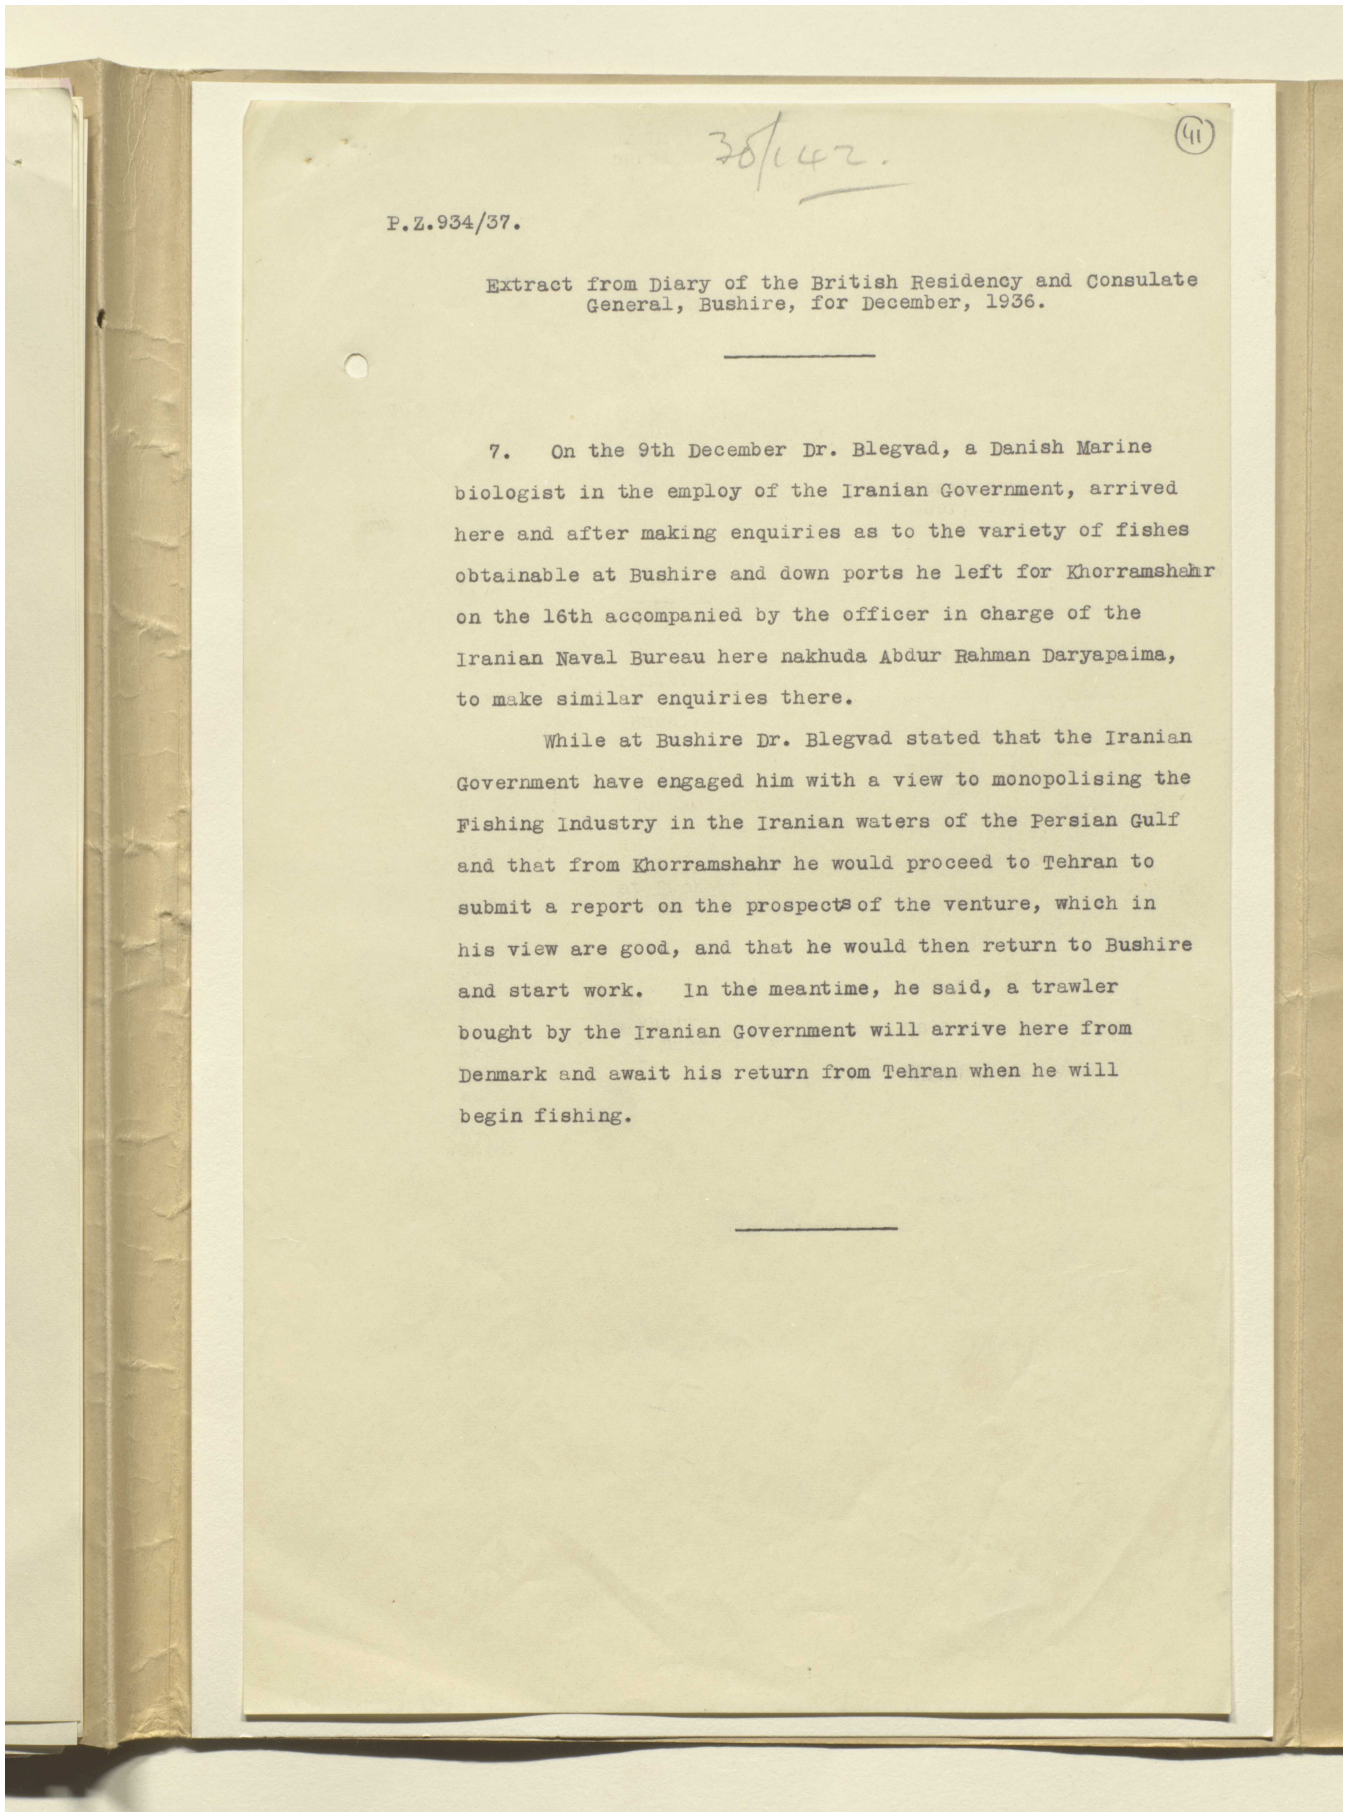 30/142.
41
P.Z.934/37.
Extract from Diary of the British Residency and Consulate
General, Bushire, for December, 1936.
7. On the 9th December Dr. Blegvad, a Danish Marine
biologist in the employ of the Iranian Government, arrived
here and after making enquiries as to the variety of fishes
obtainable at Bushire and down ports he left for Khorramshahr
on the 16th accompanied by the officer in charge of the
Iranian Naval Bureau here nakhuda Abdur Rahman Daryapaima,
to make similar enquiries there.
While at Bushire Dr. Blegvad stated that the Iranian
Government have engaged him with a view to monopolising the
Fishing Industry in the Iranian waters of the Persian Gulf
and that from Khorramshahr he would proceed to Tehran to
submit a report on the prospects of the venture, which in
his view are good, and that he would then return to Bushire
and start work. In the meantime, he said, a trawler
bought by the Iranian Government will arrive here from
Denmark and await his return from Tehran when he will
begin fishing.